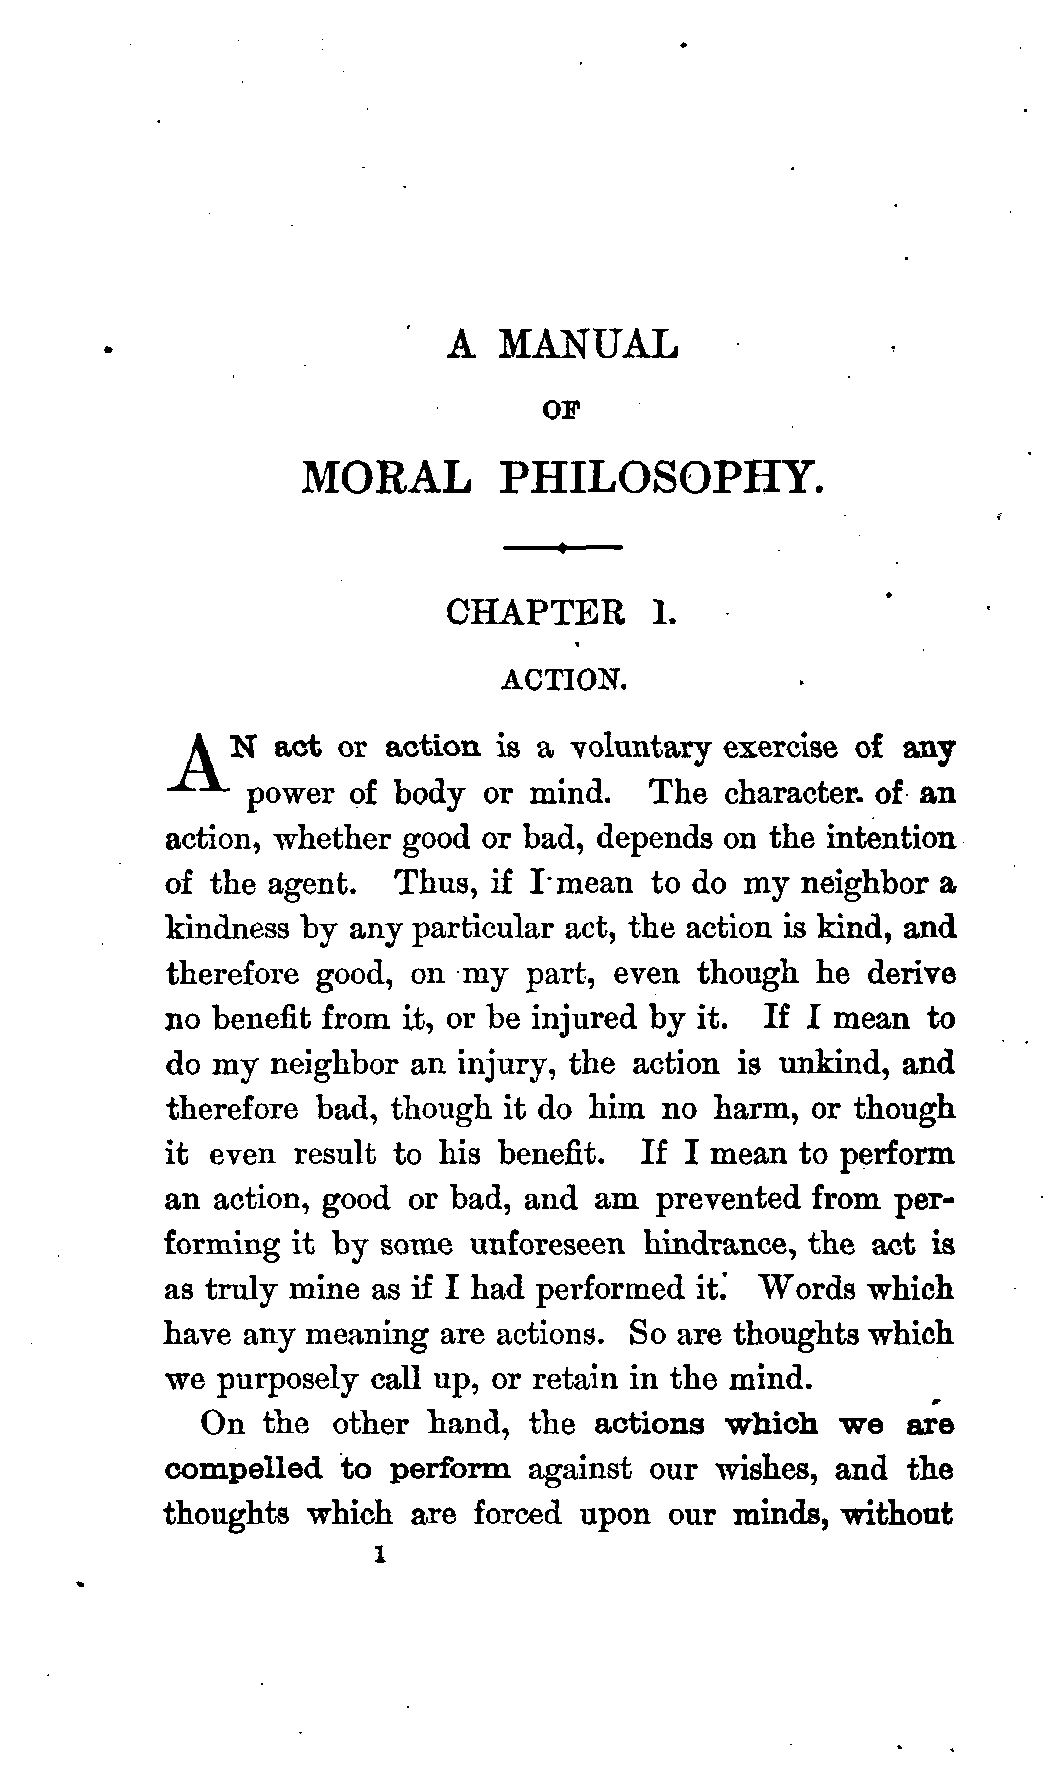 A MANUAL
OF
MORAL PHILOSOPHY.
CHAPTER 1.
ACTION.
AN act or action is a voluntary exercise of any
power of body or mind. The character of an
action, whether good or bad, depends on the intention
of the agent. Thus, if I mean to do my neighbor a
kindness by any particular act, the action is kind, and
therefore good, on my part, even though he derive
no benefit from it, or be injured by it. If I mean to
do my neighbor an injury, the action is unkind, and
therefore bad, though it do him no harm, or though
it even result to his benefit. If I mean to perform
an action, good or bad, and am prevented from per-
forming it by some unforeseen hindrance, the act is
as truly mine as if I had performed it. Words which
have any meaning are actions. So are thoughts which
we purposely call up, or retain in the mind.
On the other hand, the actions which we are
compelled to perform against our wishes, and the
thoughts which are forced upon our minds, without
1